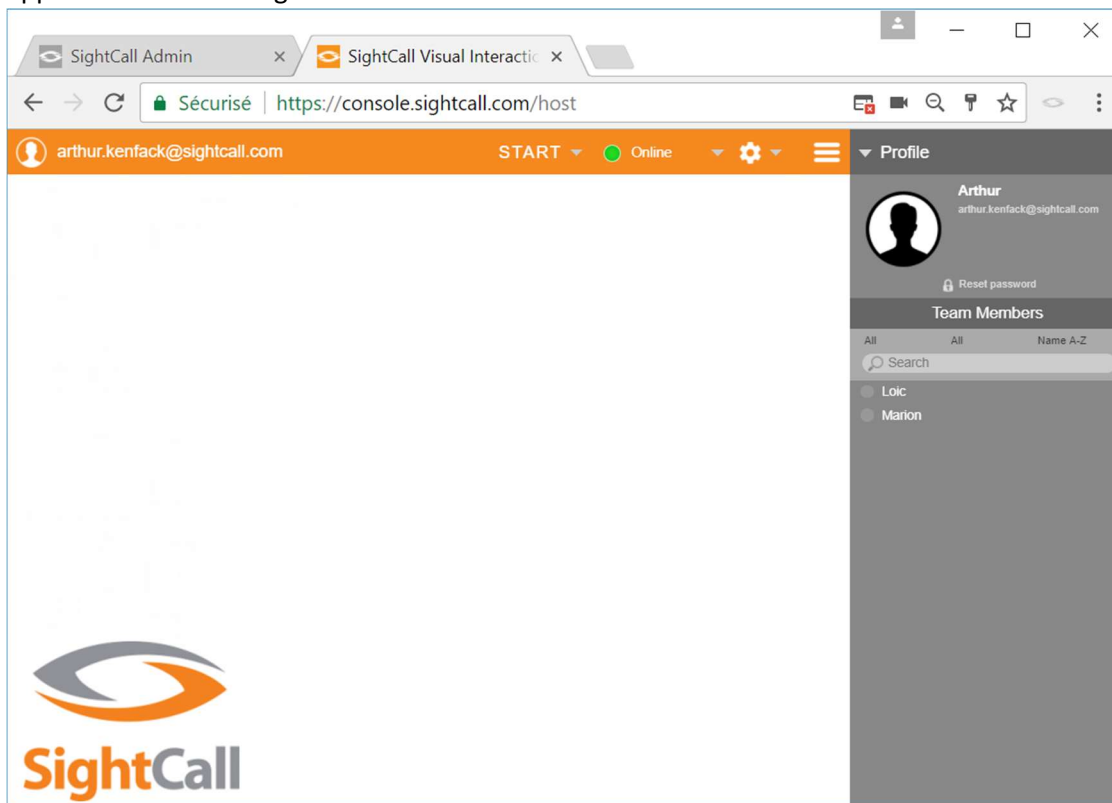 SightCall Admin
SightCall Visual Interactic
Sécurisé https://console.sightcall.com/host
arthur.kenfack@sightcall.com START Online
Profile
Arthur
arthur.kenfack@sightcall.com
Reset password
Team Members
All All Name A-Z
Search
Loic
Marion
SightCall